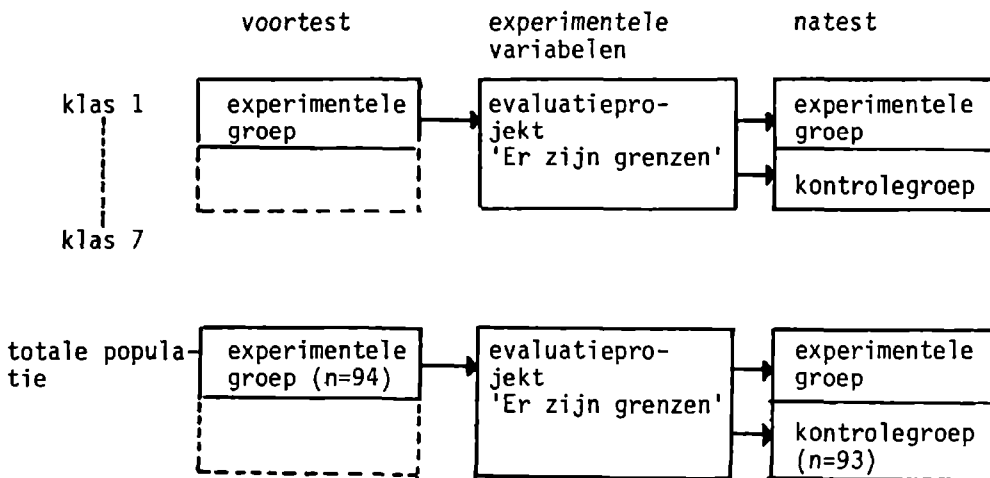 voortest
experimentele
variabelen
natest
klas 1
klas 7
experimentele
groep
evaluatiepro-
jekt
'Er zijn grenzen'
experimentele
groep
kontrolegroep
totale popula-
tie
experimentele
groep (n=94)
evaluatiepro-
jekt
'Er zijn grenzen'
experimentele
groep
kontrolegroep
(n=93)